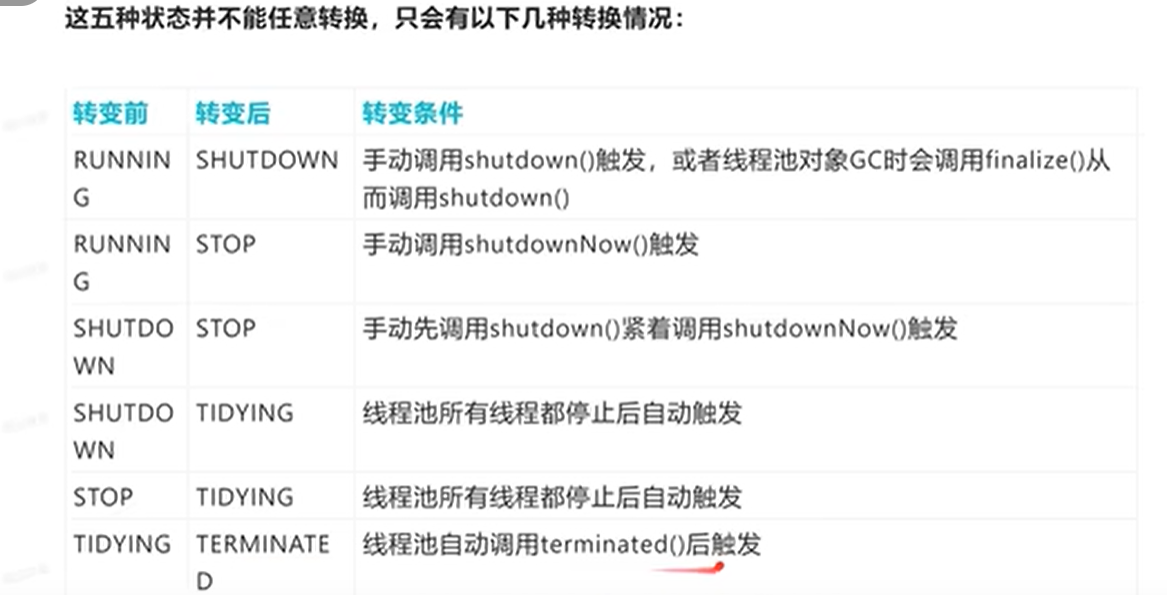 这五种状态并不能任意转换，只会有以下几种转换情况：
转变前 转变后 转变条件
RUNNIN SHUTDOWN 手动调用shutdown()触发，或者线程池对象GC时会调用finalize()从
G 而调用shutdown()
RUNNIN STOP 手动调用shutdownNow()触发
G
SHUTDO STOP 手动先调用shutdown()紧着调用shutdownNow()触发
WN
SHUTDO TIDYING 线程池所有线程都停止后自动触发
WN
STOP TIDYING 线程池所有线程都停止后自动触发
TIDYING TERMINATE 线程池自动调用terminated()后触发
D